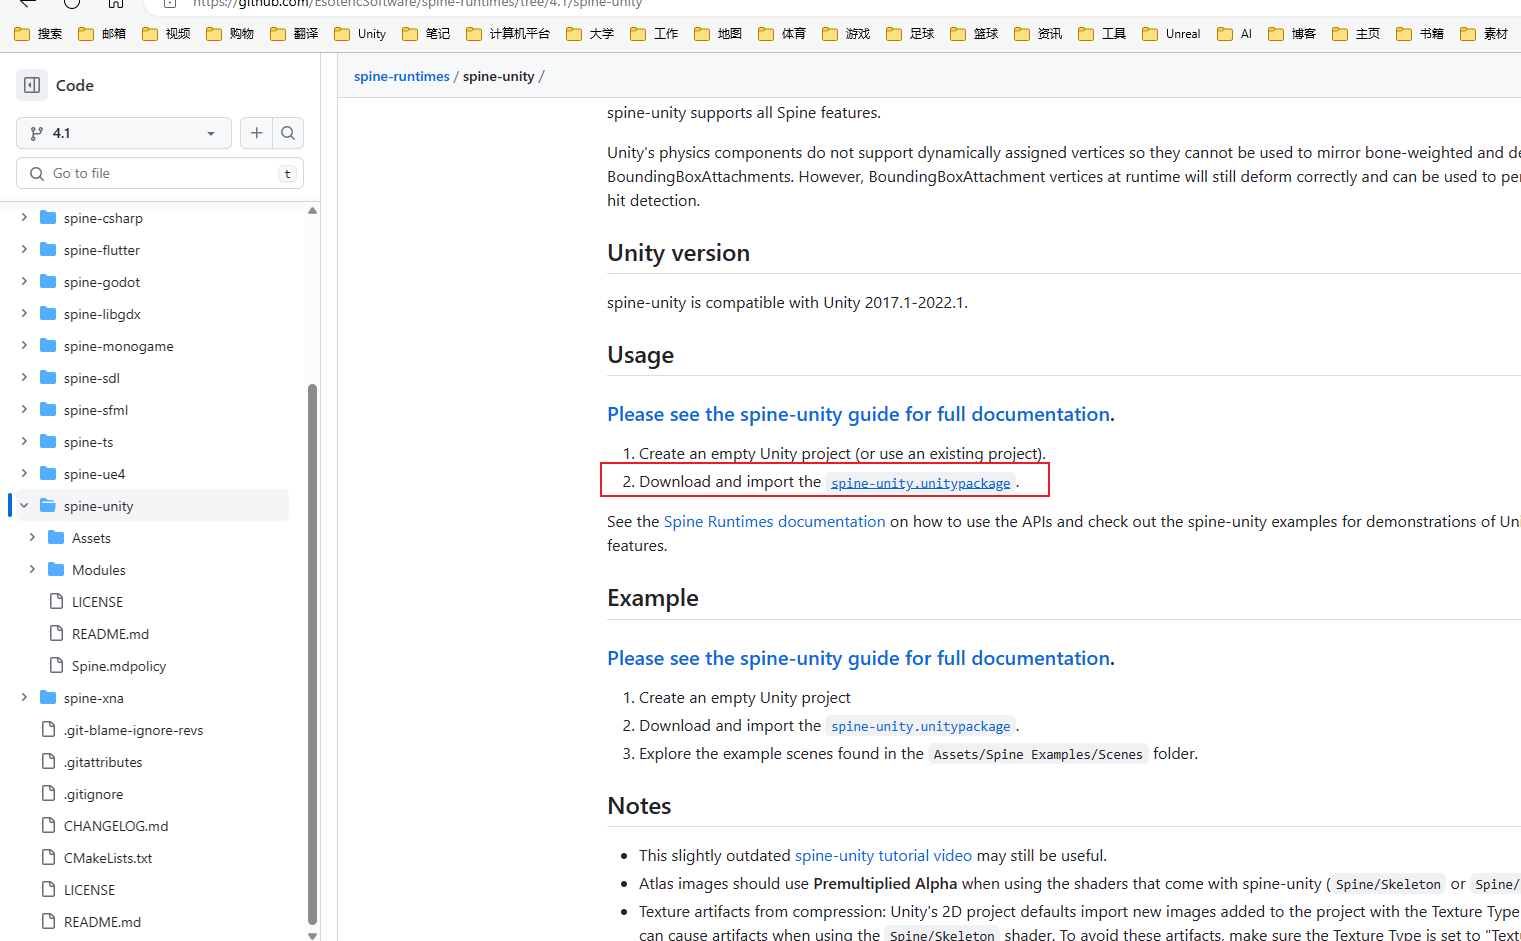 https://github.com/EsotericSoftware/spine-runtimes/tree/4.1/spine-unity
搜索 邮箱 视频 购物 翻译 Unity 笔记 计算机平台 大学 工作 地图 体育 游戏 足球 篮球 资讯 工具 Unreal AI 博客 主页 书籍 素材
Code
4.1
Go to file t
spine-csharp
spine-flutter
spine-godot
spine-libgdx
spine-monogame
spine-sdl
spine-sfml
spine-ts
spine-ue4
spine-unity
Assets
Modules
LICENSE
README.md
Spine.mdpolicy
spine-xna
.git-blame-ignore-revs
.gitattributes
.gitignore
CHANGELOG.md
CMakeLists.txt
LICENSE
README.md
spine-runtimes / spine-unity /
spine-unity supports all Spine features.
Unity's physics components do not support dynamically assigned vertices so they cannot be used to mirror bone-weighted and de
BoundingBoxAttachments. However, BoundingBoxAttachment vertices at runtime will still deform correctly and can be used to per
hit detection.
Unity version
spine-unity is compatible with Unity 2017.1-2022.1.
Usage
Please see the spine-unity guide for full documentation.
1. Create an empty Unity project (or use an existing project).
2. Download and import the spine-unity.unitypackage.
See the Spine Runtimes documentation on how to use the APIs and check out the spine-unity examples for demonstrations of Uni
features.
Example
Please see the spine-unity guide for full documentation.
1. Create an empty Unity project
2. Download and import the spine-unity.unitypackage.
3. Explore the example scenes found in the Assets/Spine Examples/Scenes folder.
Notes
• This slightly outdated spine-unity tutorial video may still be useful.
• Atlas images should use Premultiplied Alpha when using the shaders that come with spine-unity ( Spine/Skeleton or Spine/
• Texture artifacts from compression: Unity's 2D project defaults import new images added to the project with the Texture Type
can cause artifacts when using the Spine/Skeleton shader. To avoid these artifacts, make sure the Texture Type is set to "Text